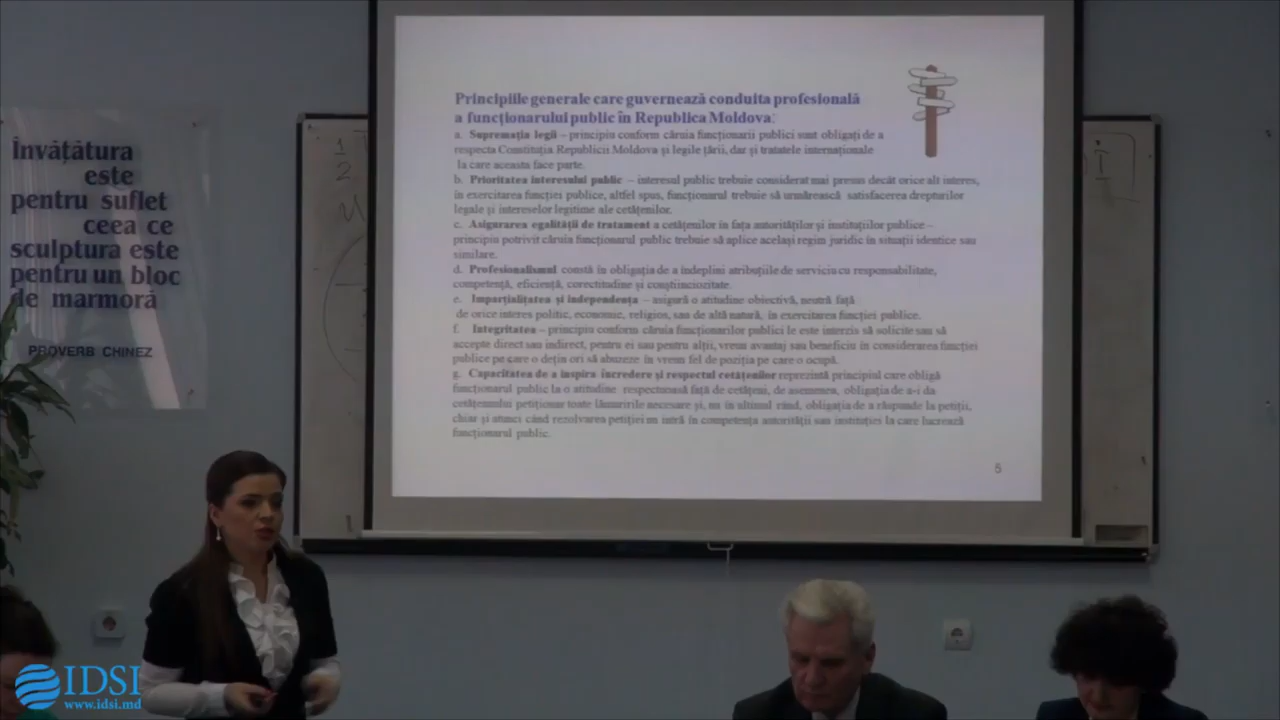 Învățătura
este
pentru suflet
ceea ce
sculptura este
pentru un bloc
de marmoră
PROVERB CHINEZ
Principiile generale care guvernează conduita profesională
a funcționarului public în Republica Moldova:
a. Supremația legii – principiu conform căruia funcționarii publici sunt obligați de a
respecta Constituția Republicii Moldova și legile țării, dar și tratatele internaționale
la care aceasta face parte.
b. Prioritatea interesului public – interesul public trebuie considerat mai presus decât orice alt interes,
în exercitarea funcției publice, altfel spus, funcționarul trebuie să urmărească satisfacerea drepturilor
legale și intereselor legitime ale cetățenilor.
c. Asigurarea egalității de tratament a cetățenilor în fața autorităților și instituțiilor publice –
principiu potrivit căruia funcționarul public trebuie să aplice același regim juridic în situații identice sau
similare.
d. Profesionalismul constă în obligația de a îndeplini atribuțiile de serviciu cu responsabilitate,
competență, eficiență, corectitudine și conștiinciozitate.
e. Imparțialitatea și independența – asigură o atitudine obiectivă, neutră față
de orice interes politic, economic, religios, sau de altă natură, în exercitarea funcției publice.
f. Integritatea – principiu conform căruia funcționarilor publici le este interzis să solicite sau să
accepte direct sau indirect, pentru ei sau pentru alții, vreun avantaj sau beneficiu în considerarea funcției
publice pe care o dețin ori să abuzeze în vreun fel de poziția pe care o ocupă.
g. Capacitatea de a inspira încredere și respectul cetățenilor reprezintă principiul care obligă
funcționarul public la o atitudine respectuoasă față de cetățeni, de asemenea, obligația de a-i da
cetățeanului petiționar toate lămuririle necesare și, nu în ultimul rând, obligația de a răspunde la petiții,
chiar și atunci când rezolvarea petiției nu intră în competența autorității sau instituției la care lucrează
funcționarul public.
5
1
2
IDSI
www.idsi.md